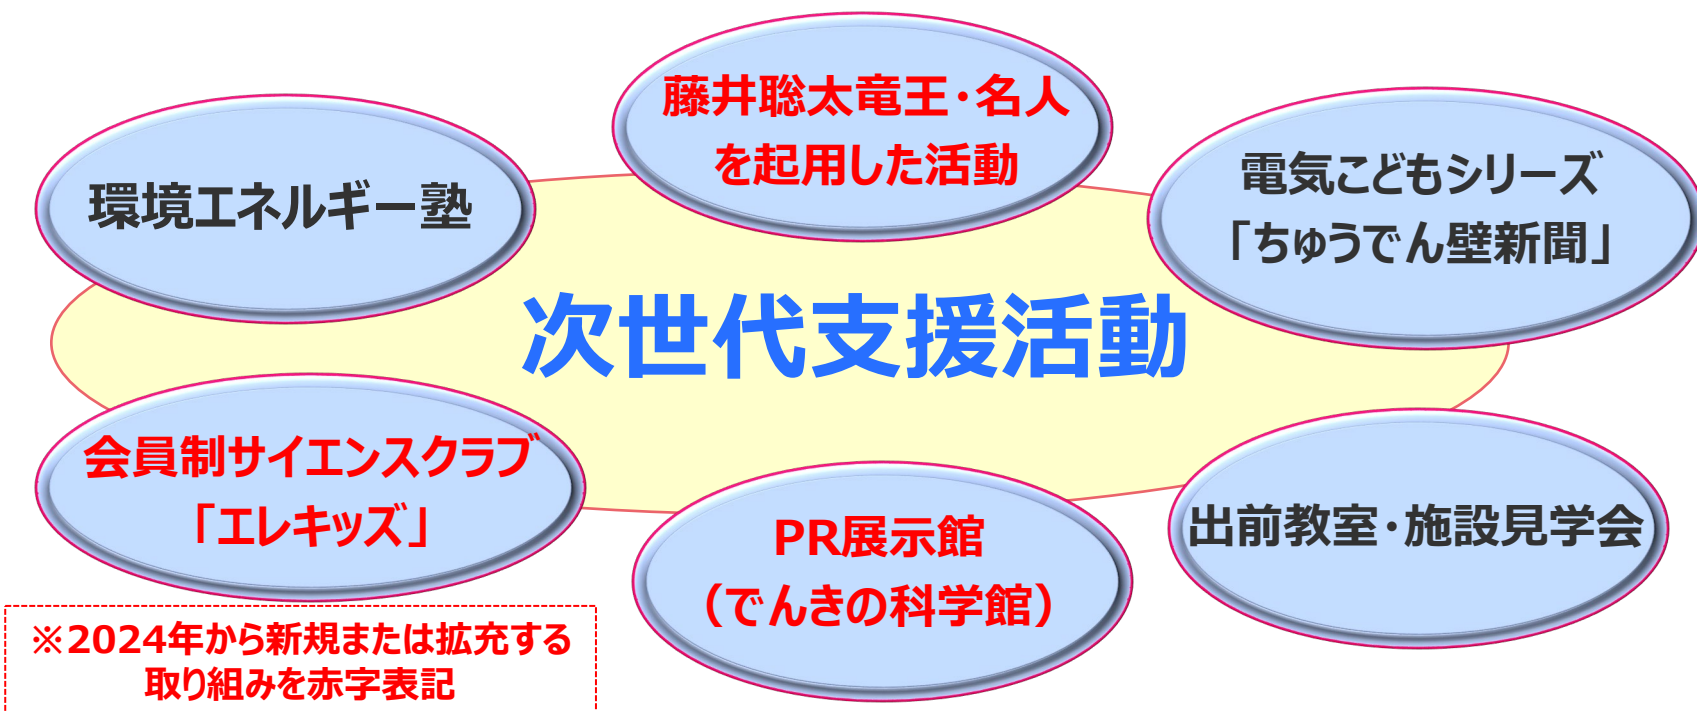 藤井聡太竜王・名人
を起用した活動
環境エネルギー塾
電気こどもシリーズ
「ちゅうでん壁新聞」
次世代支援活動
会員制サイエンスクラブ
「エレキッズ」
PR展示館
（でんきの科学館）
出前教室・施設見学会
※2024年から新規または拡充する
取り組みを赤字表記